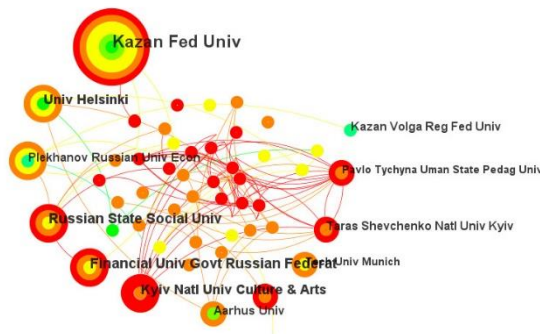 Kazan Fed Univ
Univ Helsinki
Kazan Volga Reg Fed Univ
Plekhanov Russian Univ Econ
Pavlo Tychyna Uman State Pedag Univ
Russian State Social Univ
Taras Shevchenko Natl Univ Kyiv
Financial Univ Govt Russian Federat
Tech Univ Munich
Kyiv Natl Univ Culture & Arts
Aarhus Univ